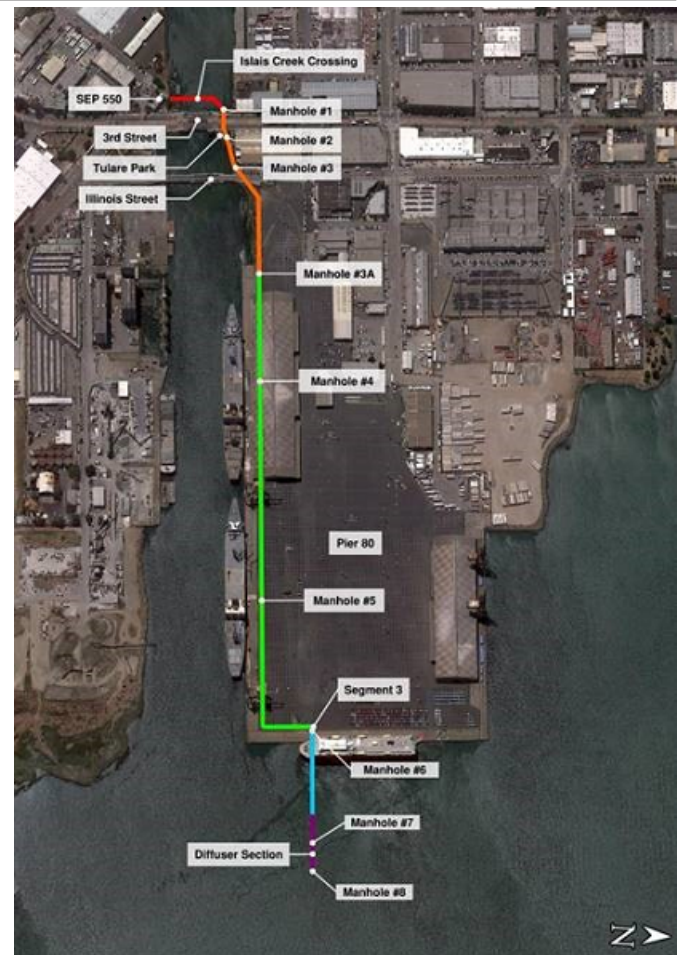 Islais Creek Crossing
SEP 550
Manhole #1
3rd Street
Manhole #2
Tulare Park
Manhole #3
Illinois Street
Manhole #3A
Manhole #4
Pier 80
Manhole #5
Segment 3
Manhole #6
Manhole #7
Diffuser Section
Manhole #8
N